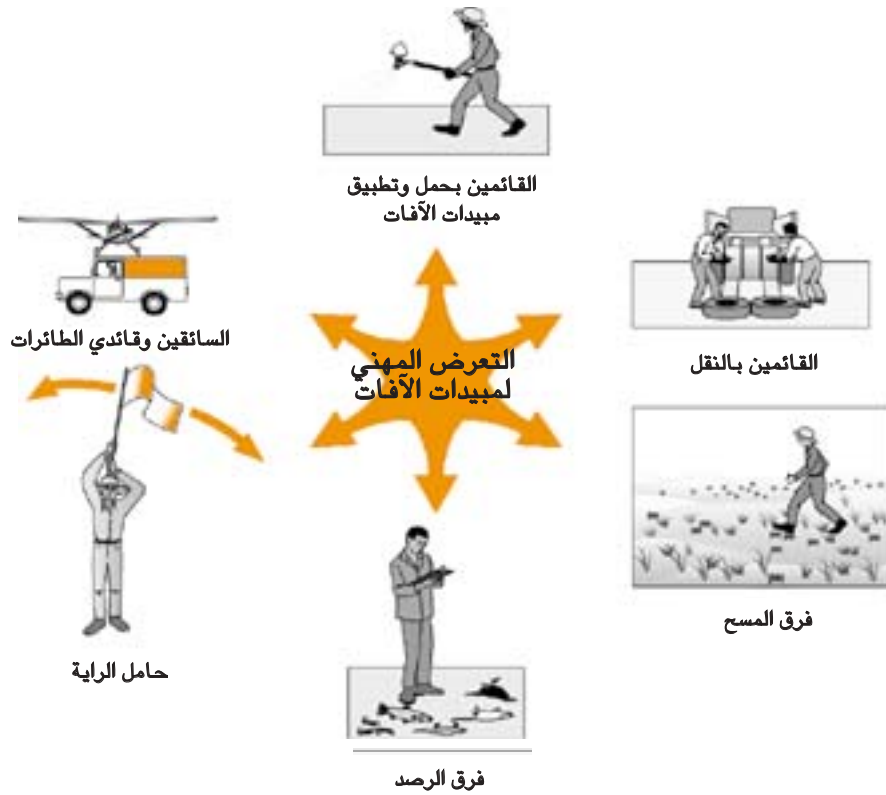 القائمين بحمل وتطبيق
مبيدات الآفات
السائقين وقائدي الطائرات
القائمين بالنقل
التعرض المهني
لمبيدات الآفات
فرق المسح
حامل الراية
فرق الرصد